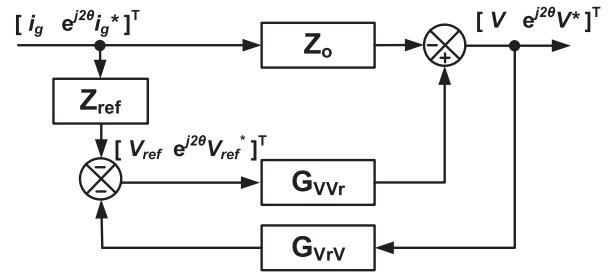 [ i_g e^{j2θ} i_g^* ]^T
[ V e^{j2θ} V^* ]^T
Z_o
−
+
Z_ref
[ V_ref e^{j2θ} V_ref^* ]^T
−
−
G_VVr
G_VrV